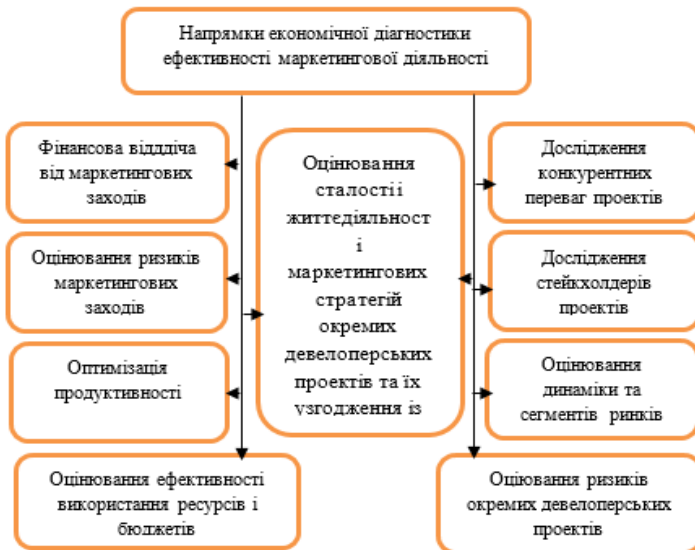 Напрямки економічної діагностики
ефективності маркетингової діяльності
Фінансова відддіча
від маркетингових
заходів
Оцінювання ризиків
маркетингових
заходів
Оптимізація
продуктивності
Оцінювання ефективності
використання ресурсів і
бюджетів
Оцінювання
сталості і
життєдіяльност
і
маркетингових
стратегій
окремих
девелоперських
проектів та їх
узгодження із
Дослідження
конкурентних
переваг проектів
Дослідження
стейкхолдерів
проектів
Оцінювання
динаміки та
сегментів ринків
Оціювання ризиків
окремих девелоперських
проектів